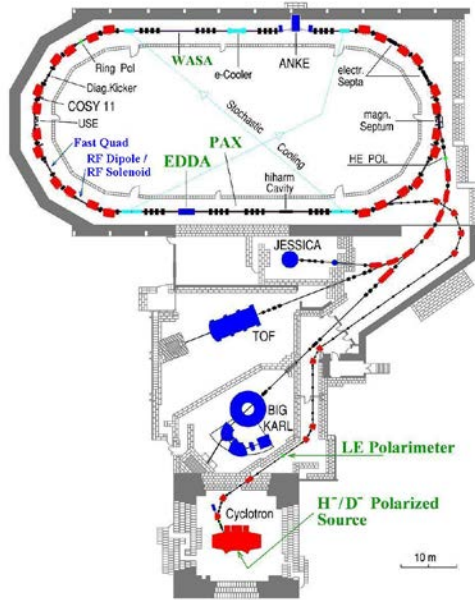 Ring Pol
WASA
e-Cooler
ANKE
electr.
Septa
Diag.Kicker
COSY 11
USE
Stochastic
Cooling
magn.
Septum
Fast Quad
RF Dipole /
RF Solenoid
EDDA
PAX
hiharm
Cavity
HE POL
JESSICA
TOF
BIG
KARL
LE Polarimeter
Cyclotron
H⁻/D⁻ Polarized
Source
10 m